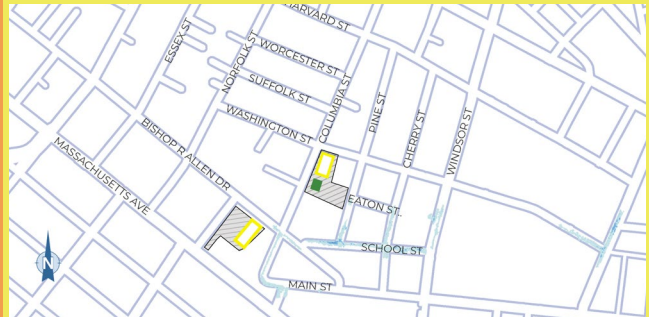 HARVARD ST
ESSEX ST
NORFOLK ST
WORCESTER ST
SUFFOLK ST
COLUMBIA ST
WASHINGTON ST
PINE ST
CHERRY ST
WINDSOR ST
BISHOP R ALLEN DR
MASSACHUSETTS AVE
EATON ST.
SCHOOL ST
MAIN ST
N